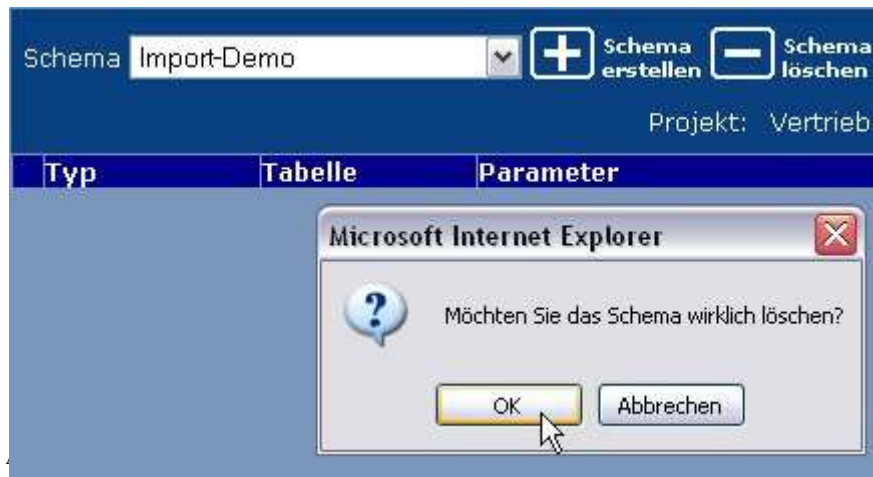 Schema Import-Demo Schema erstellen Schema löschen
Projekt: Vertrieb
Typ Tabelle Parameter
Microsoft Internet Explorer
Möchten Sie das Schema wirklich löschen?
OK Abbrechen